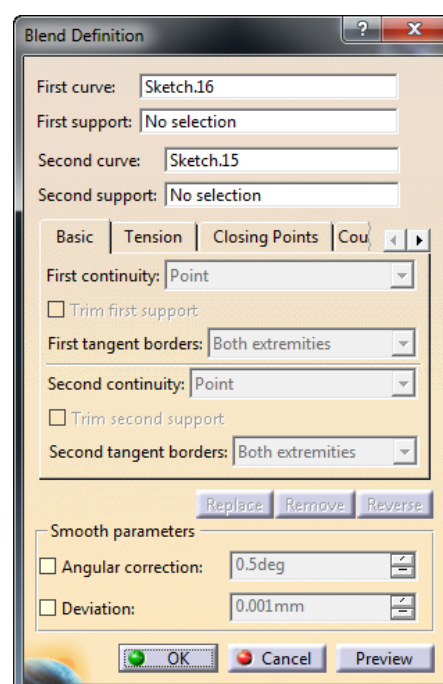 Blend Definition
First curve: Sketch.16
First support: No selection
Second curve: Sketch.15
Second support: No selection
Basic Tension Closing Points Cou
First continuity: Point
Trim first support
First tangent borders: Both extremities
Second continuity: Point
Trim second support
Second tangent borders: Both extremities
Replace Remove Reverse
Smooth parameters
Angular correction: 0.5deg
Deviation: 0.001mm
OK Cancel Preview